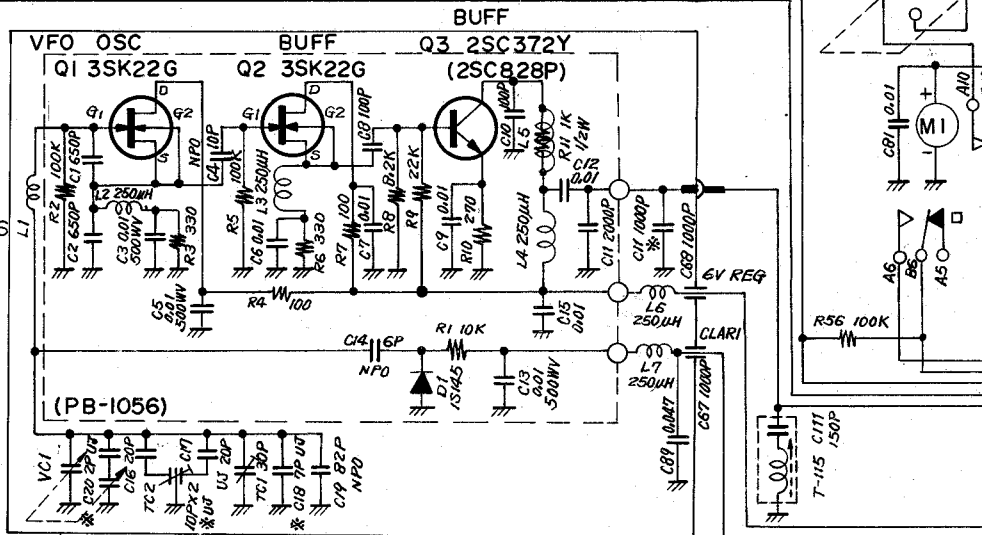 BUFF
VFO OSC
BUFF
Q3 2SC372Y
(2SC828P)
Q1 3SK22G
Q2 3SK22G
D
G1
G2
S
D
G1
G2
S
L1
R2 100K
C1 650P
C2 650P
L2 250μH
C3 0.01
500WV
R3 330
NPO
C4 10P
100K
R5
L3 250μH
C6 0.01
R6 330
C8 100P
R7 100
C7 0.01
R8 8.2K
R9 22K
C9 0.01
R10 270
C10 100P
L5
R11 1K
1/2W
C12
0.01
L4 250μH
C11 2000P
1000P
※
C68 1000P
C5
0.01
500WV
R4 100
C15
0.01
6V REG
L6
250μH
CLARI
C14 6P
NPO
R1 10K
D1
1S145
C13
0.01
500WV
L7
250μH
C67 1000P
C89 0.047
(PB-1056)
VC1
※ C20 2P UJ
C16 20P
TC2
10PX2
※ UJ
C17
UJ 20P
TC1 30P
※ C18 7P UJ
C19 82P
NPO
C81 0.01
+
M1
-
A10
A6
B6
A5
R56 100K
T-115 C111
150P